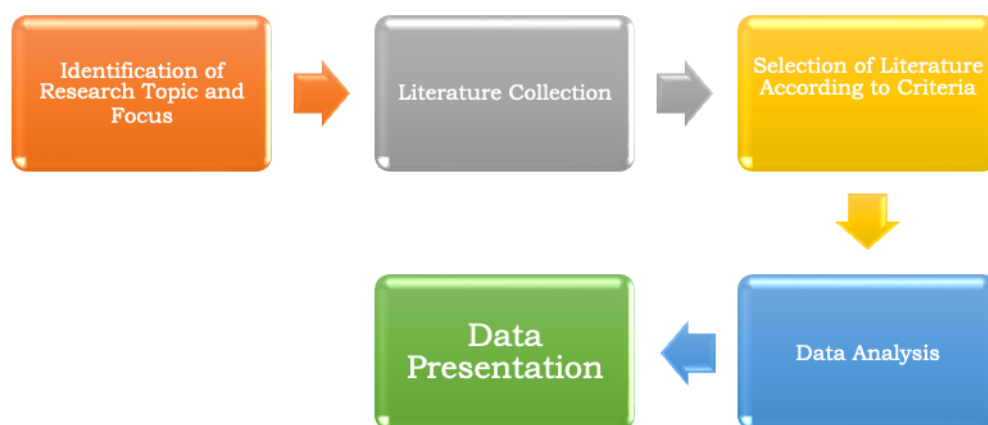 Identification of
Research Topic and
Focus
Literature Collection
Selection of Literature
According to Criteria
Data Analysis
Data
Presentation